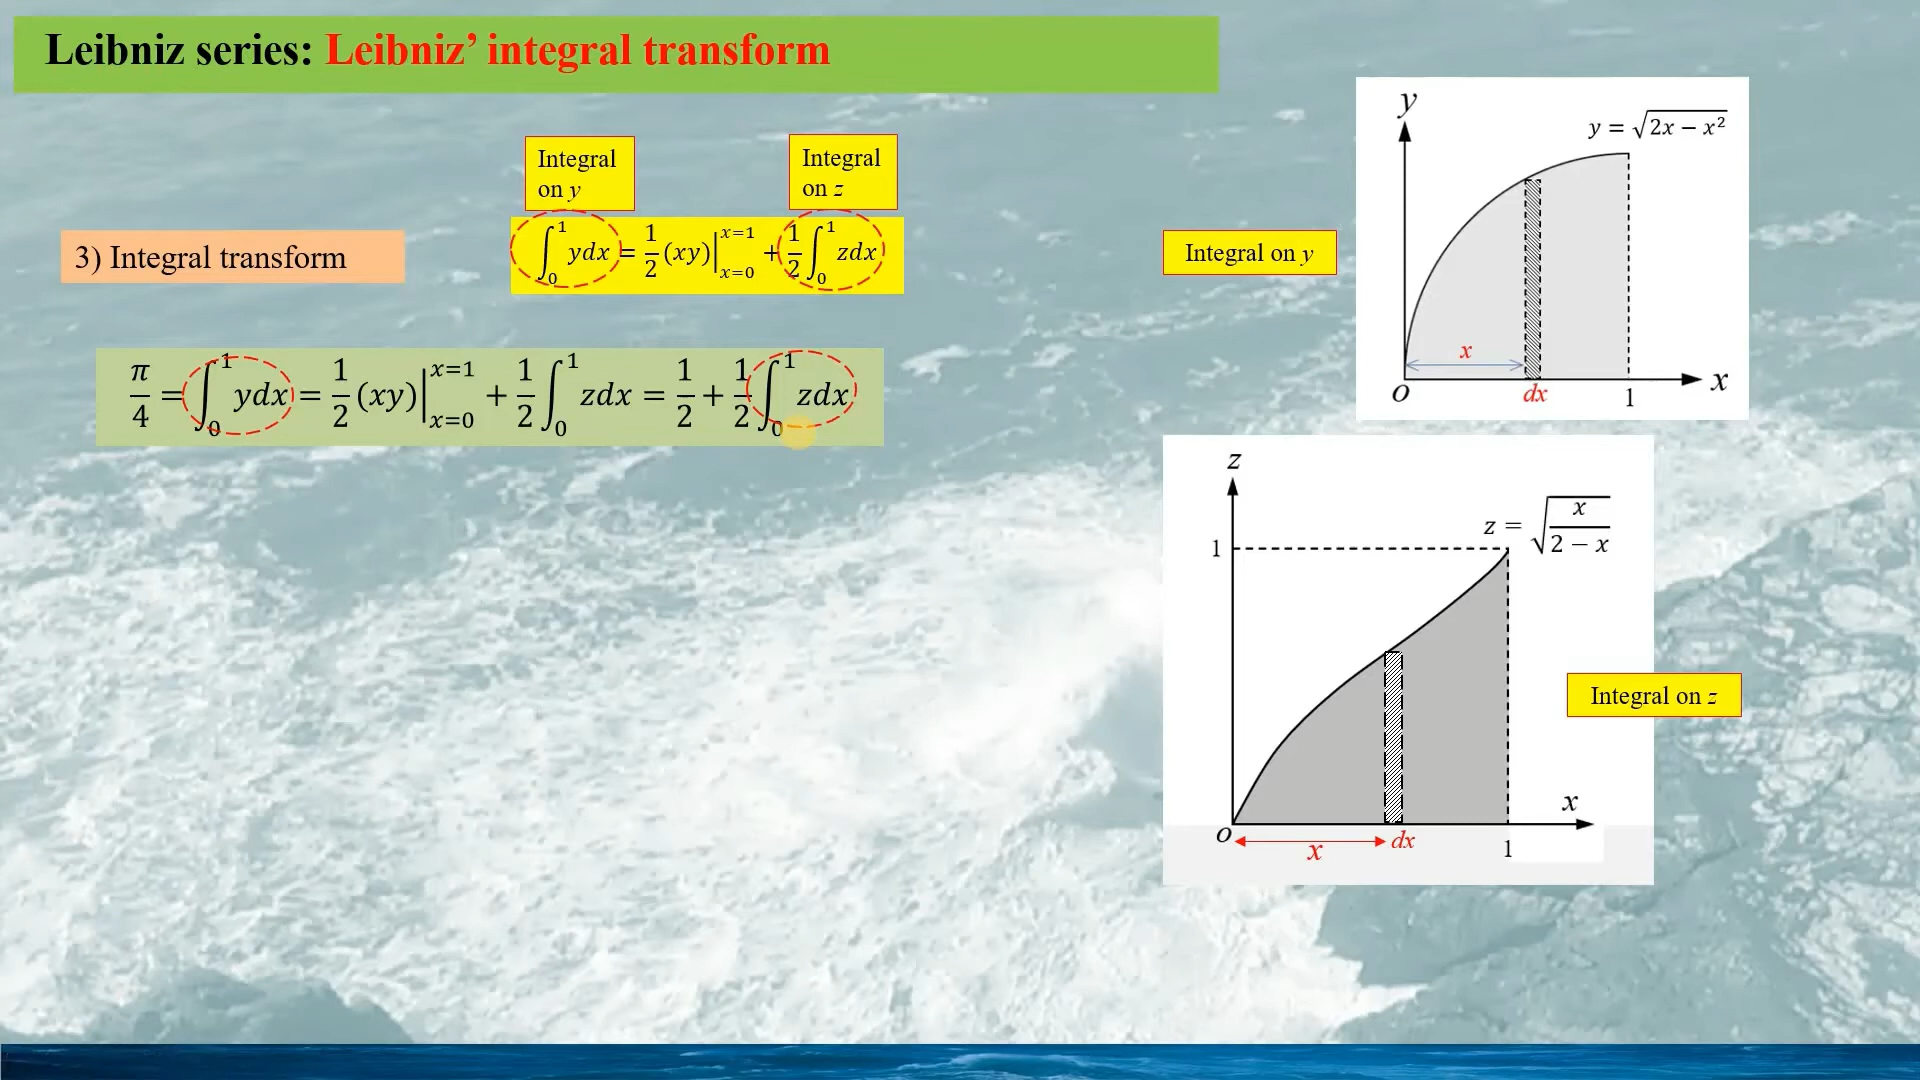 Leibniz series: Leibniz’ integral transform
Integral
on y
Integral
on z
3) Integral transform
∫₀¹ ydx = 1/2 (xy)|ₓ₌₀ˣ⁼¹ + 1/2 ∫₀¹ zdx
π/4 = ∫₀¹ ydx = 1/2 (xy)|ₓ₌₀ˣ⁼¹ + 1/2 ∫₀¹ zdx = 1/2 + 1/2 ∫₀¹ zdx
Integral on y
y
y = √(2x − x²)
x
O
dx
1
x
z
z = √(x/(2 − x))
1
Integral on z
x
O
x
dx
1